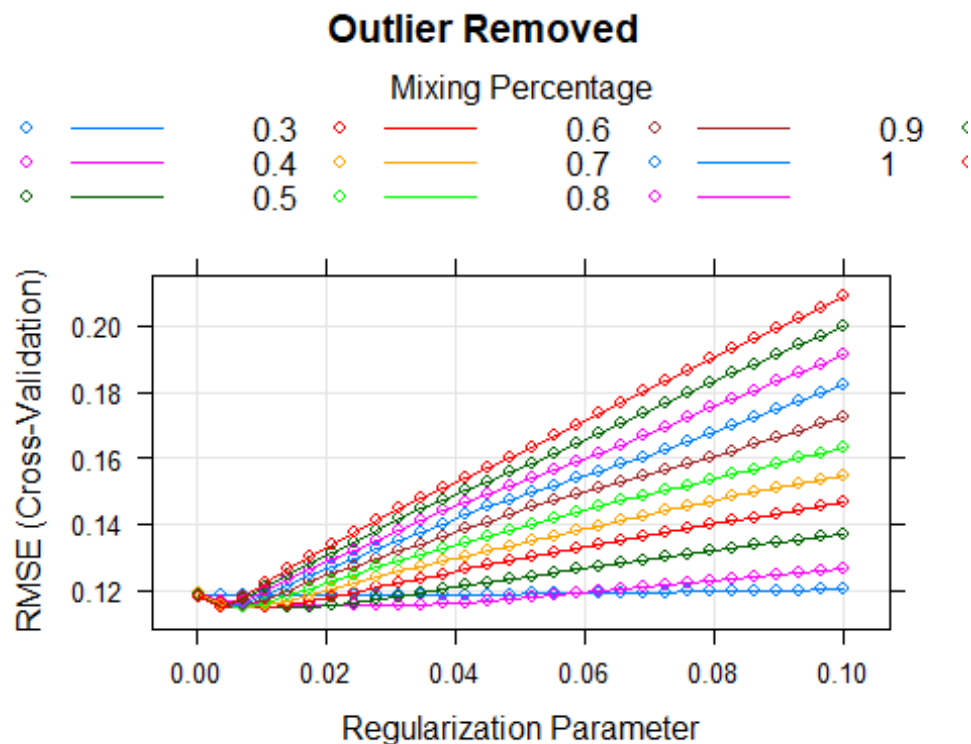 Outlier Removed
Mixing Percentage
0.3 0.6 0.9
0.4 0.7 1
0.5 0.8
RMSE (Cross-Validation)
0.20
0.18
0.16
0.14
0.12
0.00 0.02 0.04 0.06 0.08 0.10
Regularization Parameter